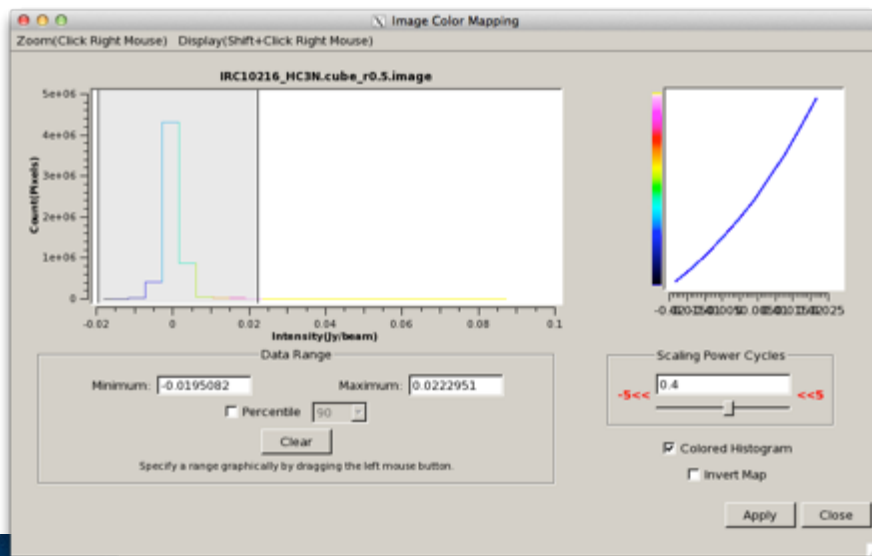 Image Color Mapping
Zoom(Click Right Mouse) Display(Shift+Click Right Mouse)
IRC10216_HC3N.cube_r0.5.image
5e+06
4e+06
3e+06
2e+06
1e+06
0
Count(Pixels)
-0.02 0 0.02 0.04 0.06 0.08 0.1
Intensity(Jy/beam)
Data Range
Minimum: -0.0195082 Maximum: 0.0222951
Percentile 90
Clear
Specify a range graphically by dragging the left mouse button.
Scaling Power Cycles
-5<< 0.4 <<5
Colored Histogram
Invert Map
Apply Close